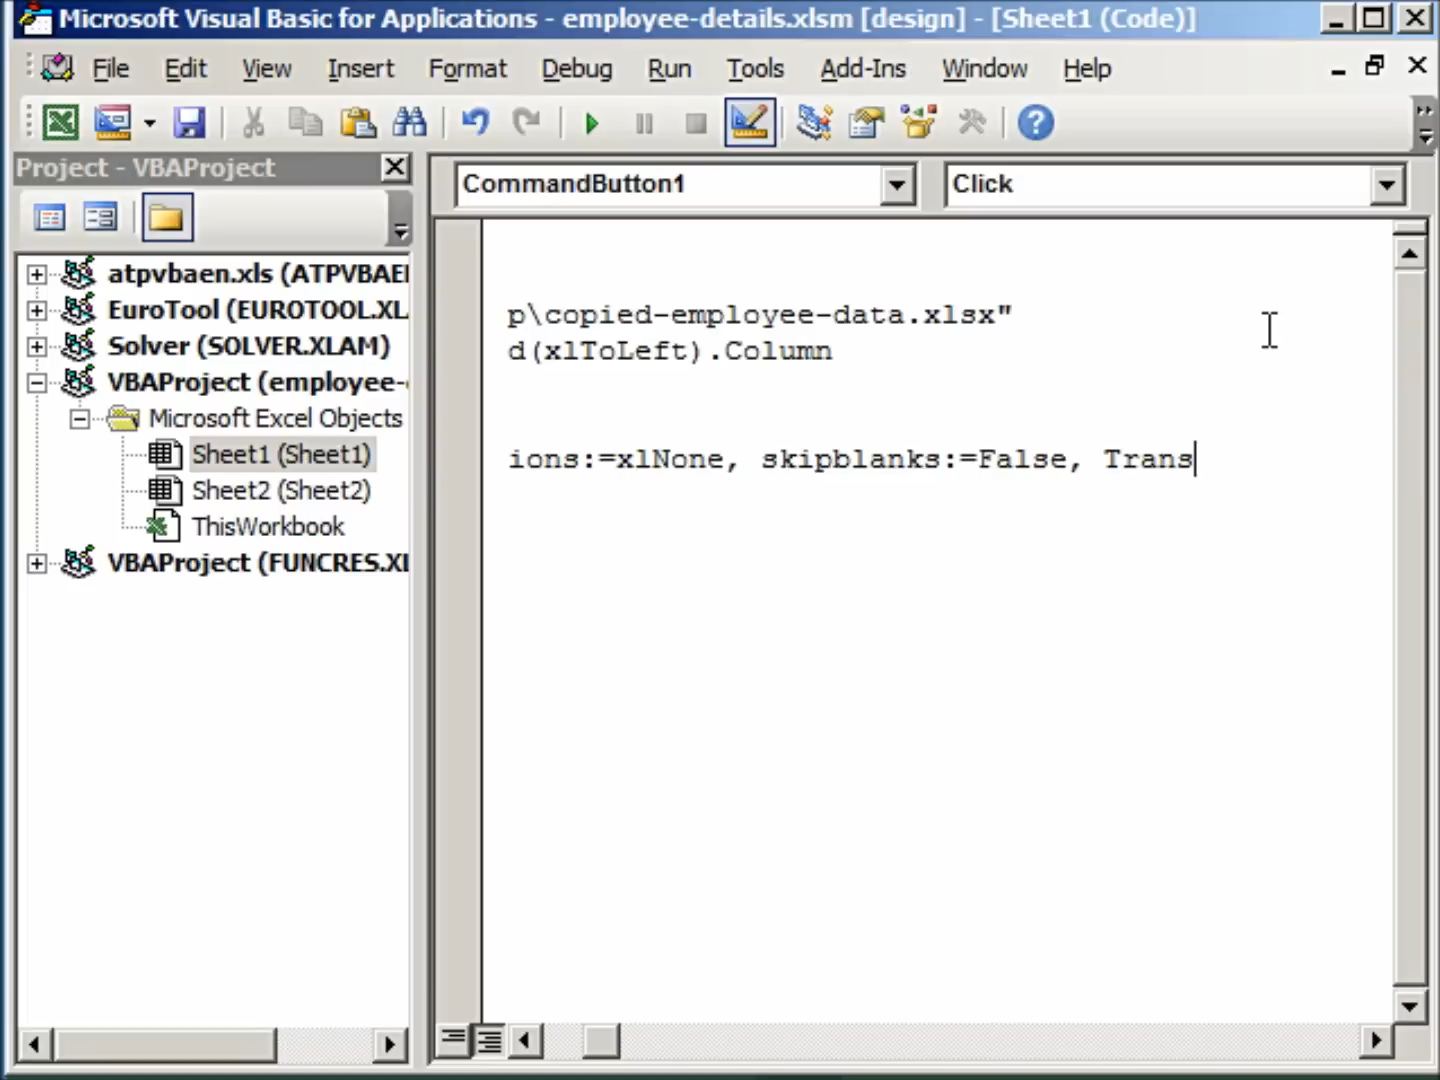 Microsoft Visual Basic for Applications - employee-details.xlsm [design] - [Sheet1 (Code)]
File Edit View Insert Format Debug Run Tools Add-Ins Window Help
Project - VBAProject
CommandButton1
Click
atpvbaen.xls (ATPVBAE
EuroTool (EUROTOOL.XL
Solver (SOLVER.XLAM)
VBAProject (employee-
Microsoft Excel Objects
Sheet1 (Sheet1)
Sheet2 (Sheet2)
ThisWorkbook
VBAProject (FUNCRES.XL
p\copied-employee-data.xlsx"
d(xlToLeft).Column
ions:=xlNone, skipblanks:=False, Trans